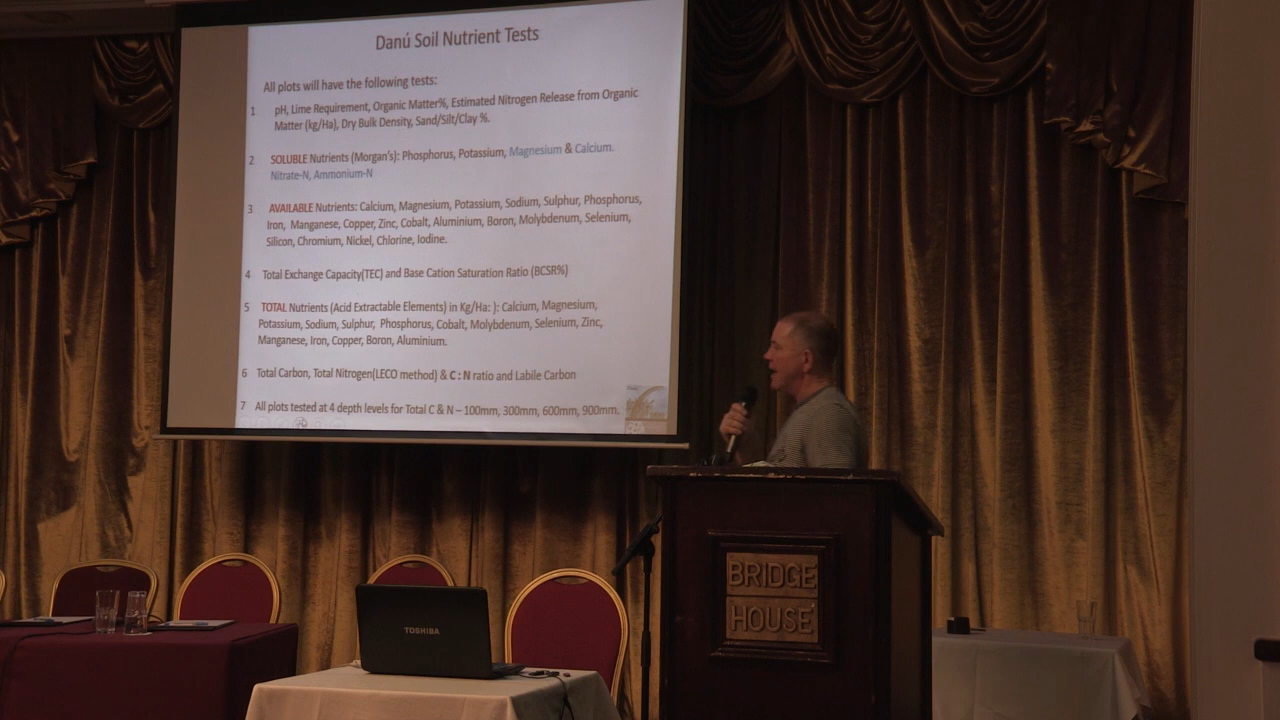 Danú Soil Nutrient Tests
All plots will have the following tests:
1 pH, Lime Requirement, Organic Matter%, Estimated Nitrogen Release from Organic
Matter (kg/Ha), Dry Bulk Density, Sand/Silt/Clay %.
2 SOLUBLE Nutrients (Morgan's): Phosphorus, Potassium, Magnesium & Calcium.
Nitrate-N, Ammonium-N
3 AVAILABLE Nutrients: Calcium, Magnesium, Potassium, Sodium, Sulphur, Phosphorus,
Iron, Manganese, Copper, Zinc, Cobalt, Aluminium, Boron, Molybdenum, Selenium,
Silicon, Chromium, Nickel, Chlorine, Iodine.
4 Total Exchange Capacity(TEC) and Base Cation Saturation Ratio (BCSR%)
5 TOTAL Nutrients (Acid Extractable Elements) in Kg/Ha: ): Calcium, Magnesium,
Potassium, Sodium, Sulphur, Phosphorus, Cobalt, Molybdenum, Selenium, Zinc,
Manganese, Iron, Copper, Boron, Aluminium.
6 Total Carbon, Total Nitrogen(LECO method) & C : N ratio and Labile Carbon
7 All plots tested at 4 depth levels for Total C & N – 100mm, 300mm, 600mm, 900mm.
BRIDGE
HOUSE
TOSHIBA